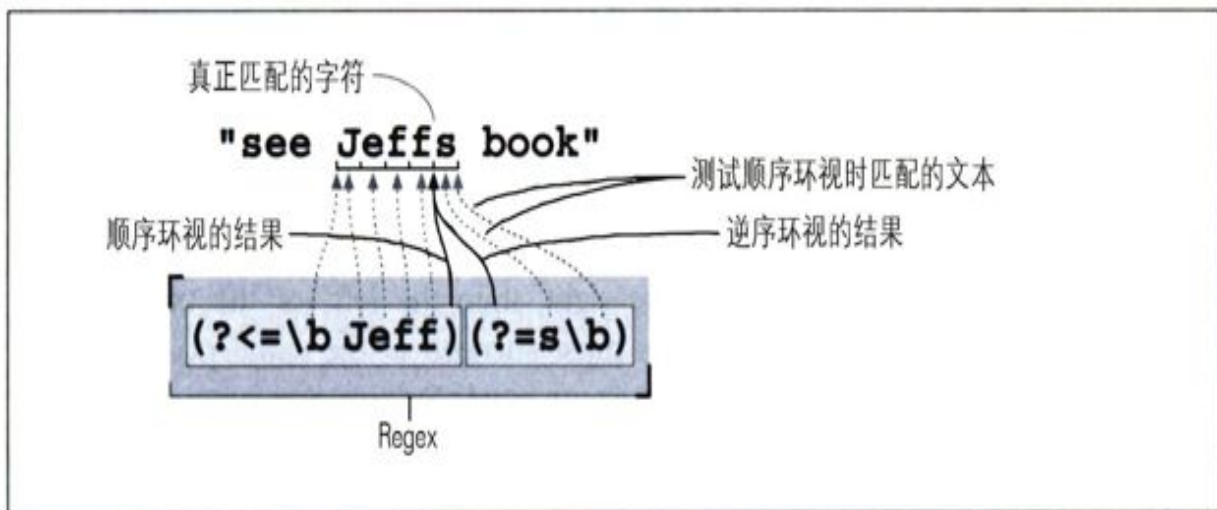 真正匹配的字符
"see Jeffs book"
测试顺序环视时匹配的文本
顺序环视的结果
逆序环视的结果
(?<=\b Jeff)(?=s\b)
Regex